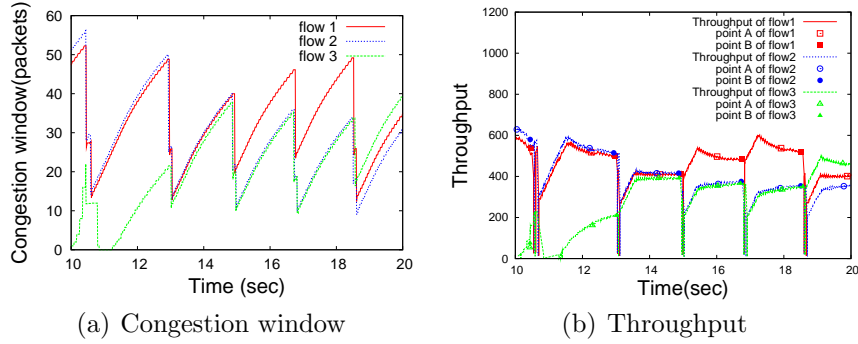 Congestion window(packets)
60
50
40
30
20
10
0
flow 1
flow 2
flow 3
10
12
14
16
18
20
Time (sec)
(a) Congestion window
Throughput
1200
1000
800
600
400
200
0
Throughput of flow1
point A of flow1
point B of flow1
Throughput of flow2
point A of flow2
point B of flow2
Throughput of flow3
point A of flow3
point B of flow3
10
12
14
16
18
20
Time(sec)
(b) Throughput